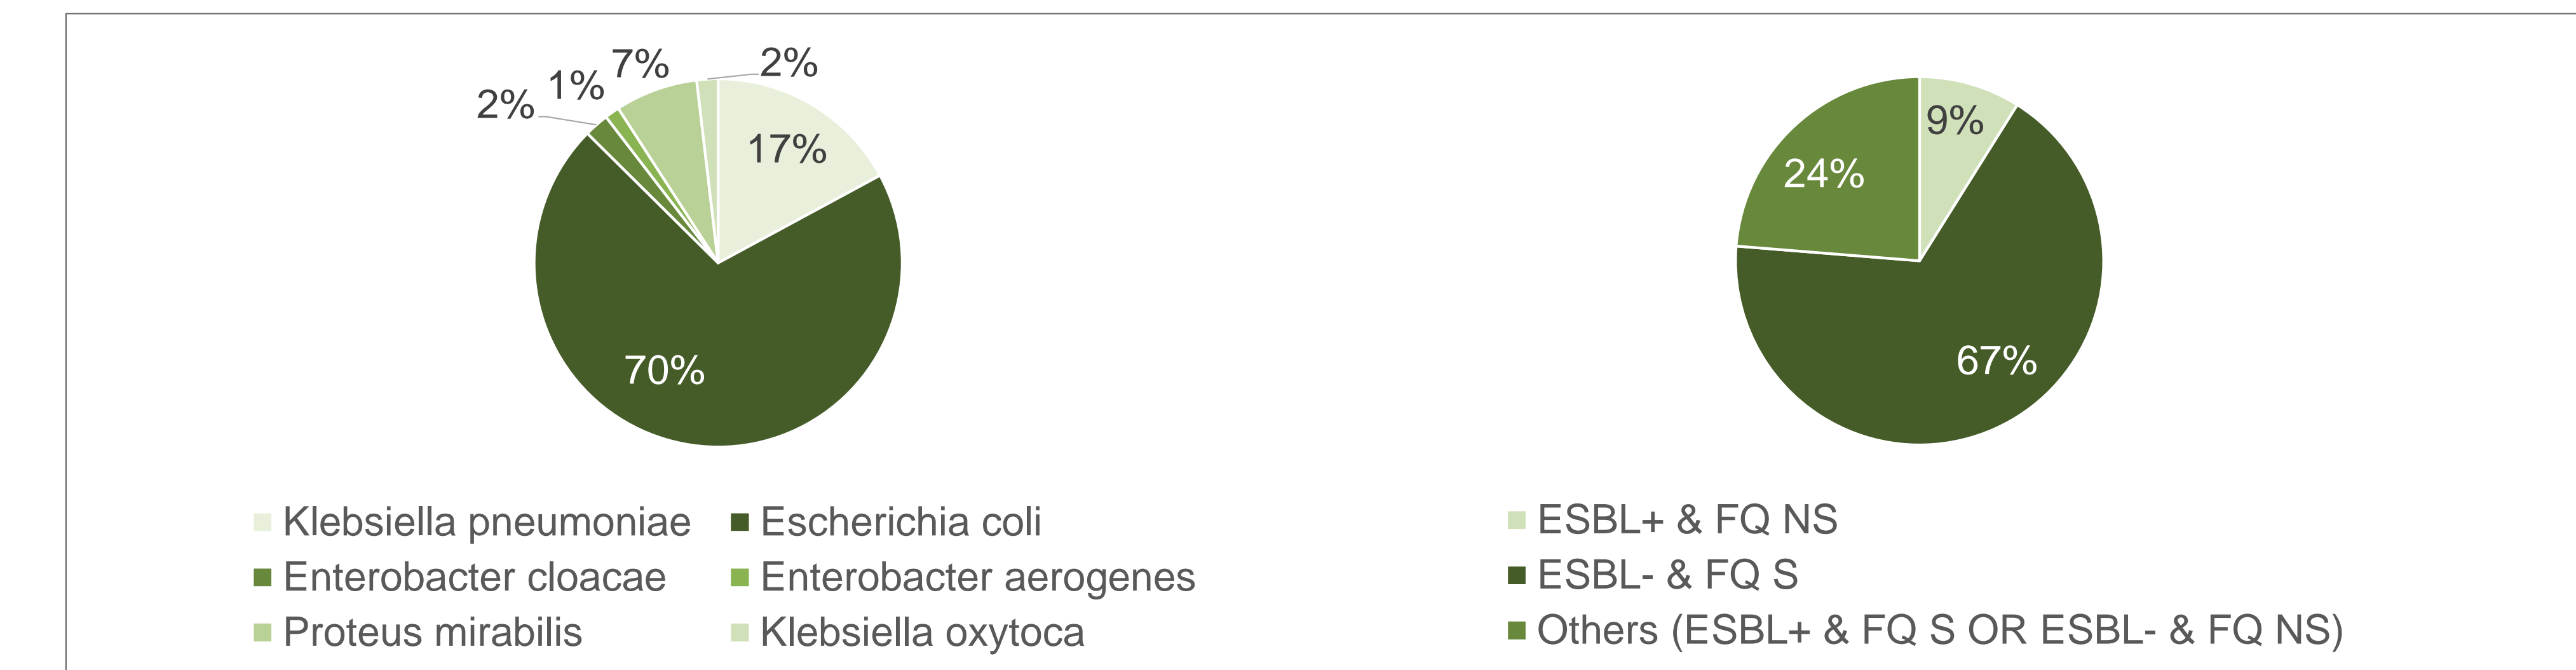 2%
1%
7%
2%
17%
70%
Klebsiella pneumoniae
Escherichia coli
Enterobacter cloacae
Enterobacter aerogenes
Proteus mirabilis
Klebsiella oxytoca
9%
24%
67%
ESBL+ & FQ NS
ESBL- & FQ S
Others (ESBL+ & FQ S OR ESBL- & FQ NS)